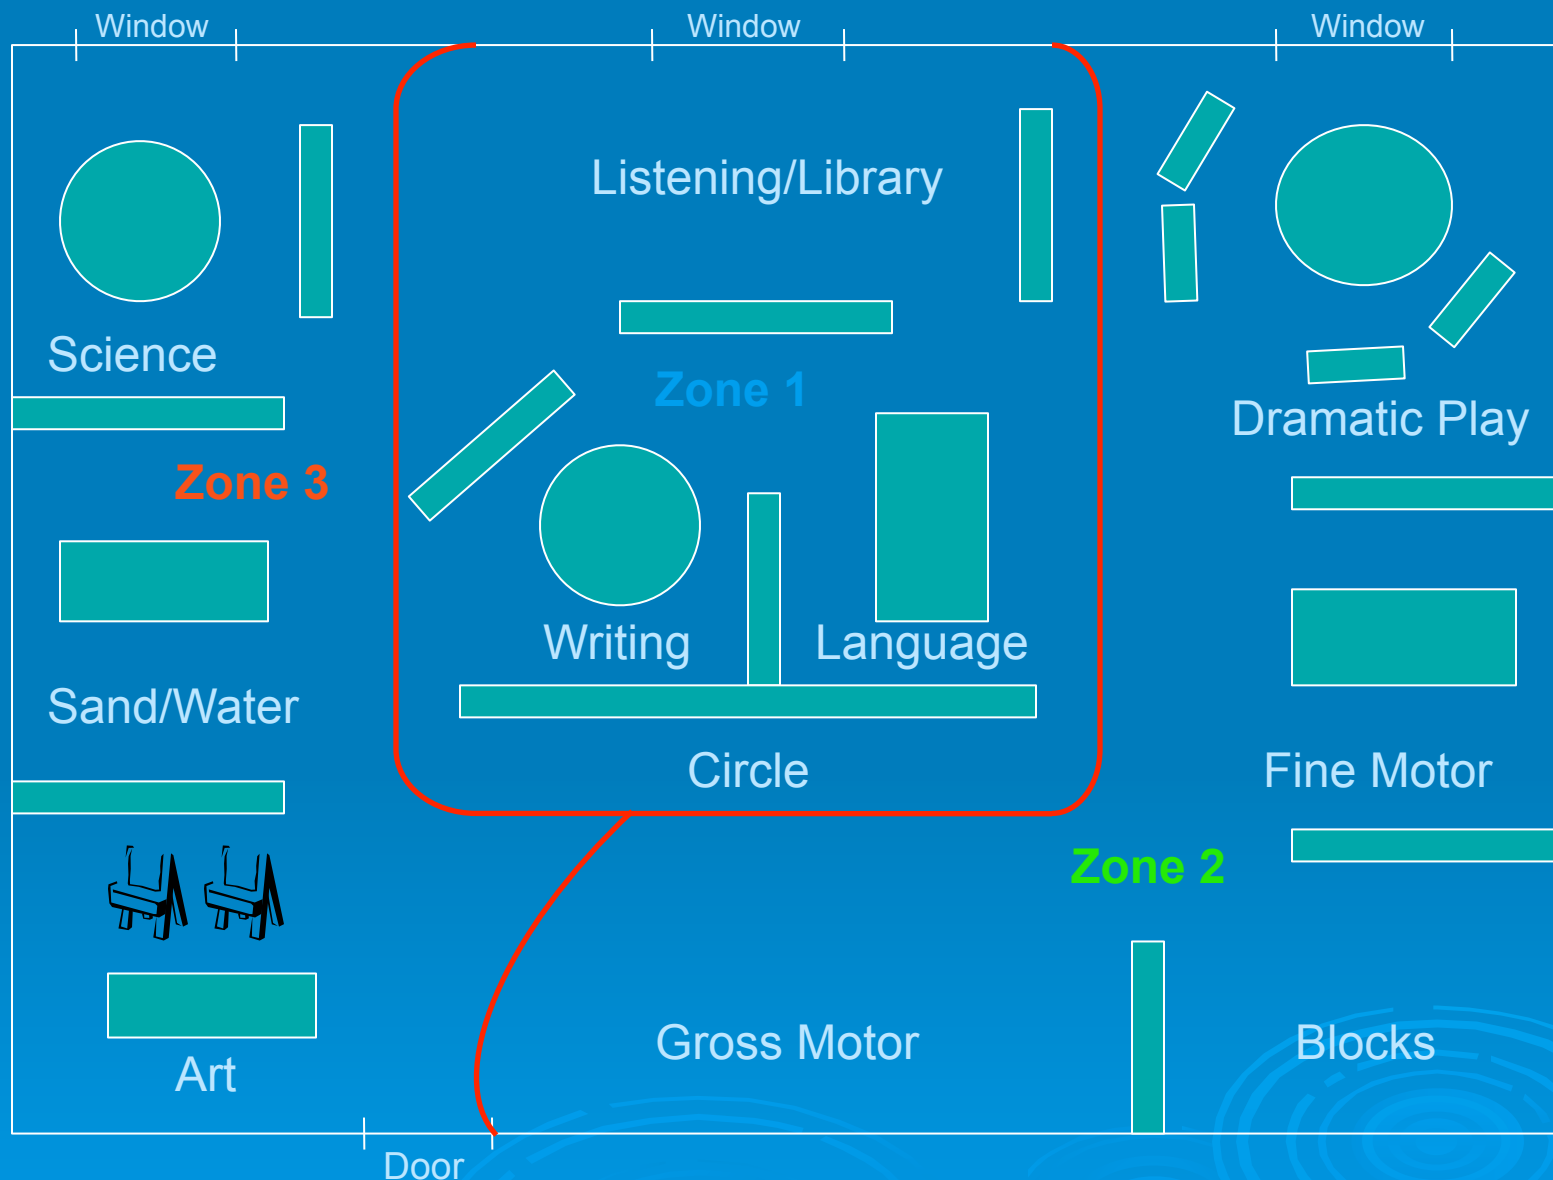 Window
Window
Window
Listening/Library
Science
Zone 1
Dramatic Play
Zone 3
Writing
Language
Sand/Water
Circle
Fine Motor
Zone 2
Gross Motor
Blocks
Art
Door